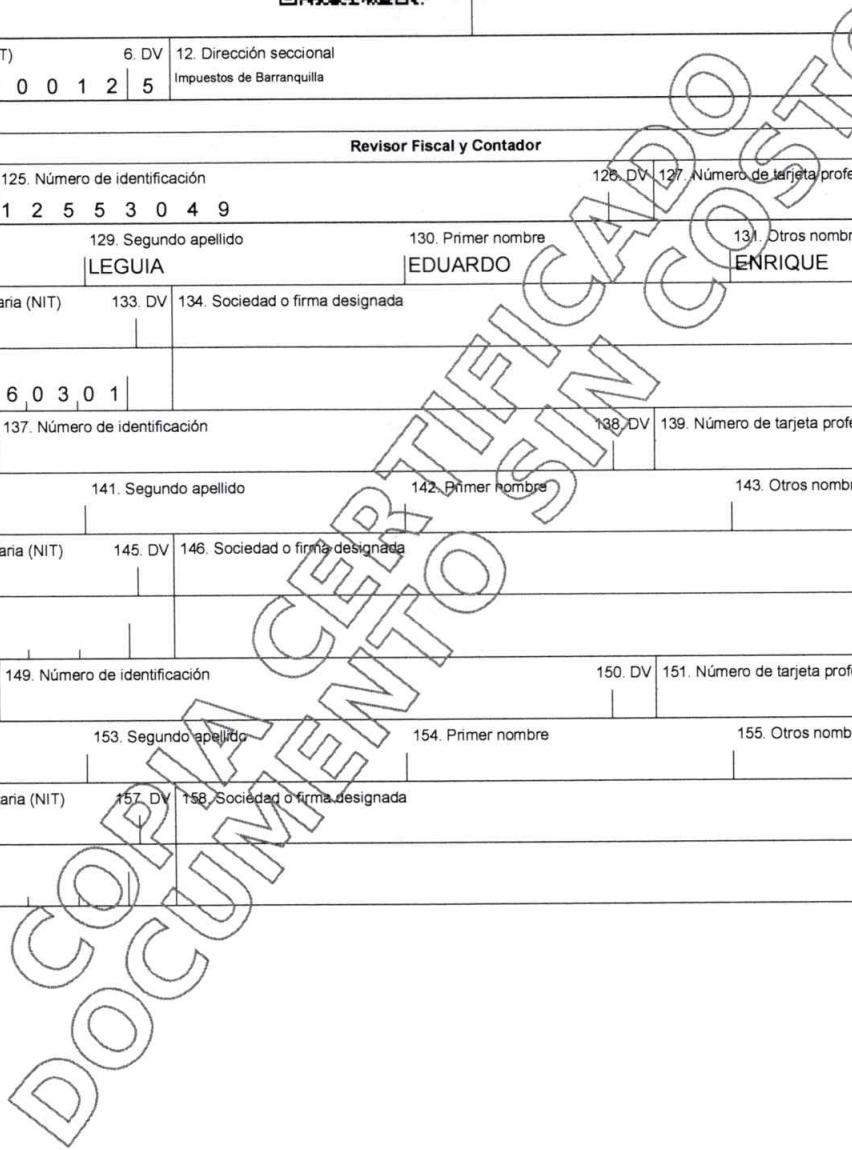 T) 6. DV 12. Dirección seccional
0 0 1 2 5 Impuestos de Barranquilla
Revisor Fiscal y Contador
125. Número de identificación 126. DV 127. Número de tarjeta profe
1 2 5 5 3 0 4 9
129. Segundo apellido 130. Primer nombre 131. Otros nombr
LEGUIA EDUARDO ENRIQUE
aria (NIT) 133. DV 134. Sociedad o firma designada
6 0 3 0 1
137. Número de identificación 138. DV 139. Número de tarjeta profe
141. Segundo apellido 142. Primer nombre 143. Otros nombr
aria (NIT) 145. DV 146. Sociedad o firma designada
149. Número de identificación 150. DV 151. Número de tarjeta profe
153. Segundo apellido 154. Primer nombre 155. Otros nomb
aria (NIT) 157. DV 158. Sociedad o firma designada
COPIA CERTIFICADO
DOCUMENTO SIN COSTO